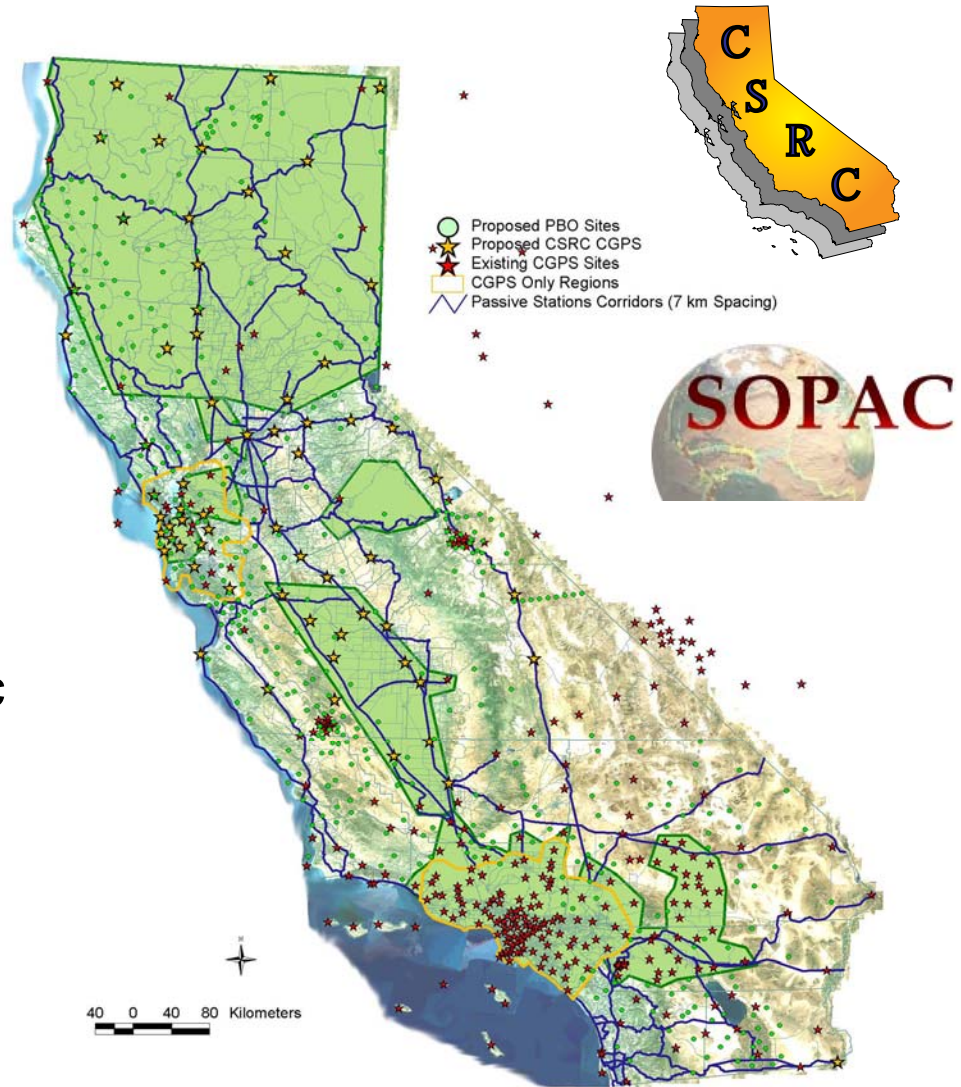 C
S
R
C
Proposed PBO Sites
Proposed CSRC CGPS
Existing CGPS Sites
CGPS Only Regions
Passive Stations Corridors (7 km Spacing)
SOPAC
C
N
40 0 40 80 Kilometers